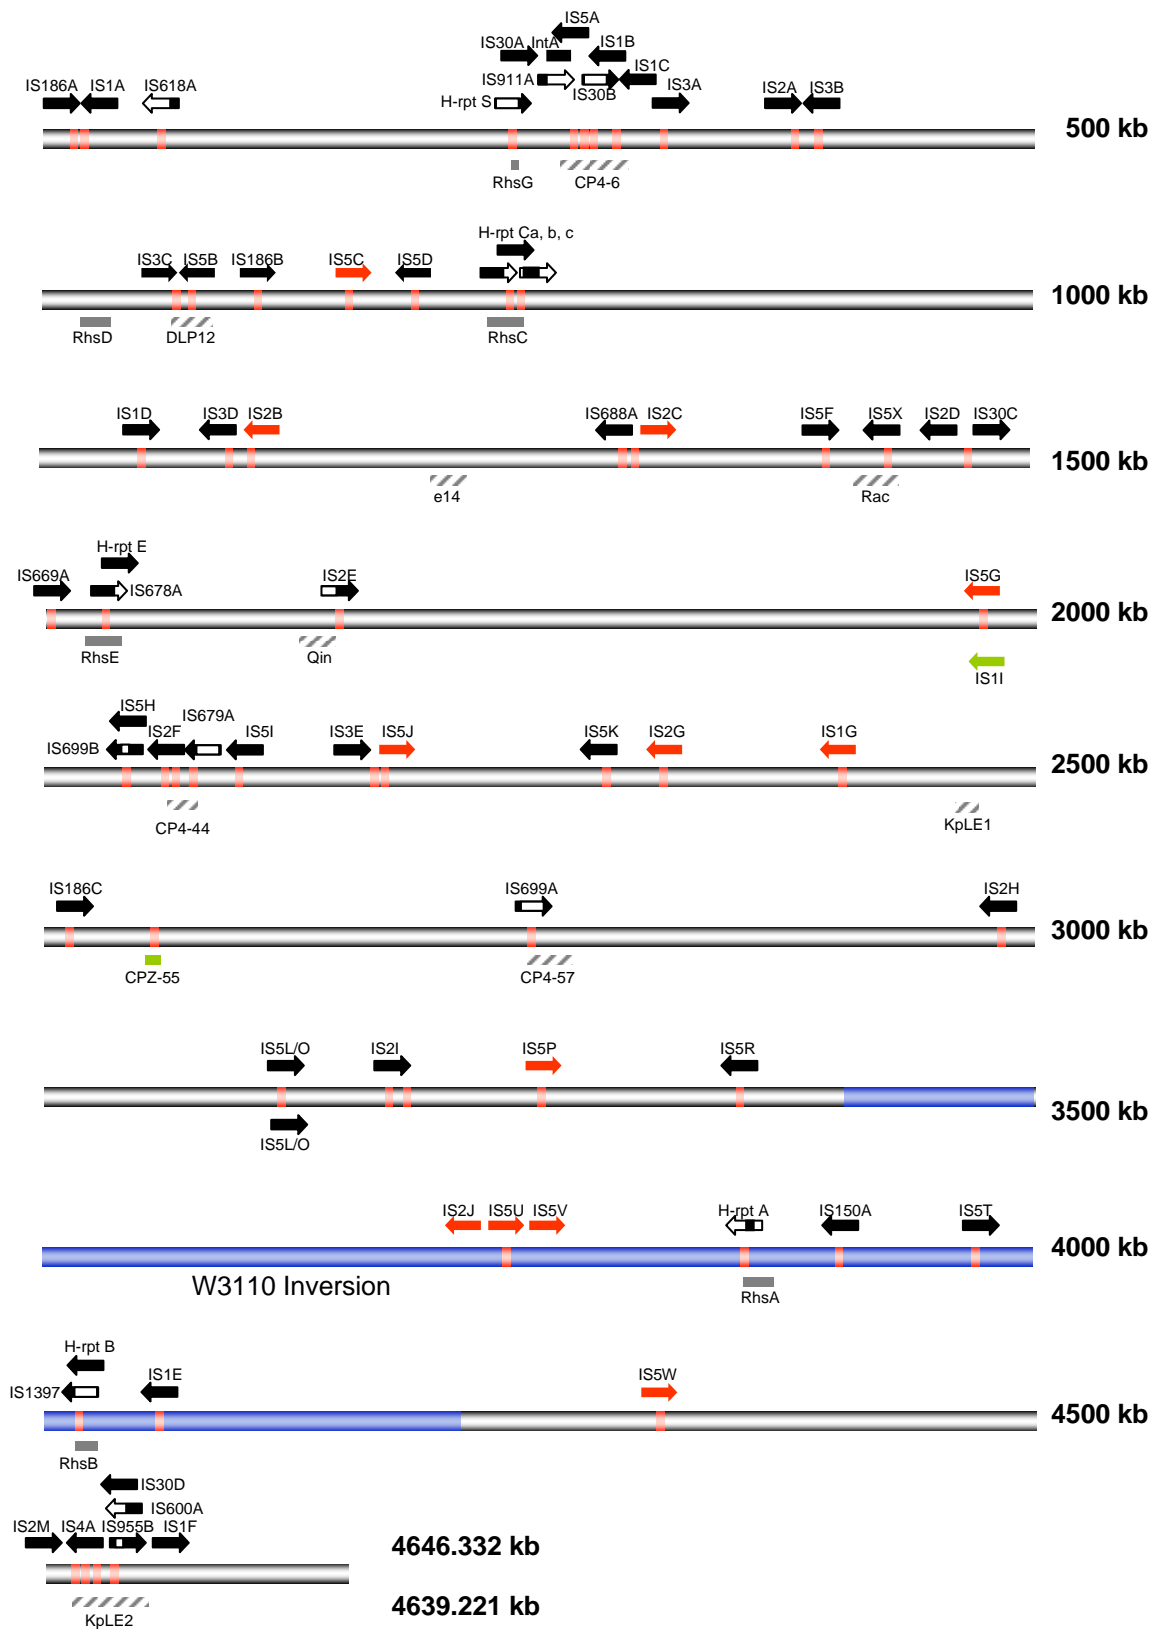 IS5A
IS30A IntA IS1B
IS186A IS1A IS618A IS911A IS30B IS1C
H-rpt S IS3A IS2A IS3B
500 kb
RhsG CP4-6
H-rpt Ca, b, c
IS3C IS5B IS186B IS5C IS5D
1000 kb
RhsD DLP12 RhsC
IS1D IS3D IS2B IS688A IS2C IS5F IS5X IS2D IS30C
1500 kb
e14 Rac
H-rpt E
IS669A IS678A IS2E IS5G
2000 kb
RhsE Qin IS1I
IS5H IS679A
IS699B IS2F IS5I IS3E IS5J IS5K IS2G IS1G
2500 kb
CP4-44 KpLE1
IS186C IS699A IS2H
3000 kb
CPZ-55 CP4-57
IS5L/O IS2I IS5P IS5R
3500 kb
IS5L/O
IS2J IS5U IS5V H-rpt A IS150A IS5T
4000 kb
W3110 Inversion RhsA
H-rpt B
IS1397 IS1E IS5W
4500 kb
RhsB
IS30D
IS600A
IS2M IS4A IS955B IS1F
4646.332 kb
4639.221 kb
KpLE2